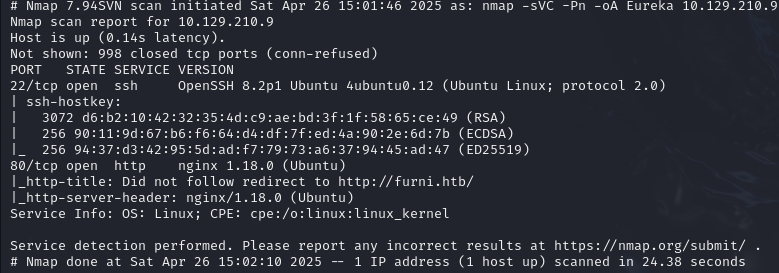 # Nmap 7.94SVN scan initiated Sat Apr 26 15:01:46 2025 as: nmap -sVC -Pn -oA Eureka 10.129.210.9
Nmap scan report for 10.129.210.9
Host is up (0.14s latency).
Not shown: 998 closed tcp ports (conn-refused)
PORT   STATE SERVICE VERSION
22/tcp open  ssh     OpenSSH 8.2p1 Ubuntu 4ubuntu0.12 (Ubuntu Linux; protocol 2.0)
| ssh-hostkey:
|   3072 d6:b2:10:42:32:35:4d:c9:ae:bd:3f:1f:58:65:ce:49 (RSA)
|   256 90:11:9d:67:b6:f6:64:d4:df:7f:ed:4a:90:2e:6d:7b (ECDSA)
|_  256 94:37:d3:42:95:5d:ad:f7:79:73:a6:37:94:45:ad:47 (ED25519)
80/tcp open  http    nginx 1.18.0 (Ubuntu)
|_http-title: Did not follow redirect to http://furni.htb/
|_http-server-header: nginx/1.18.0 (Ubuntu)
Service Info: OS: Linux; CPE: cpe:/o:linux:linux_kernel
Service detection performed. Please report any incorrect results at https://nmap.org/submit/ .
# Nmap done at Sat Apr 26 15:02:10 2025 -- 1 IP address (1 host up) scanned in 24.38 seconds